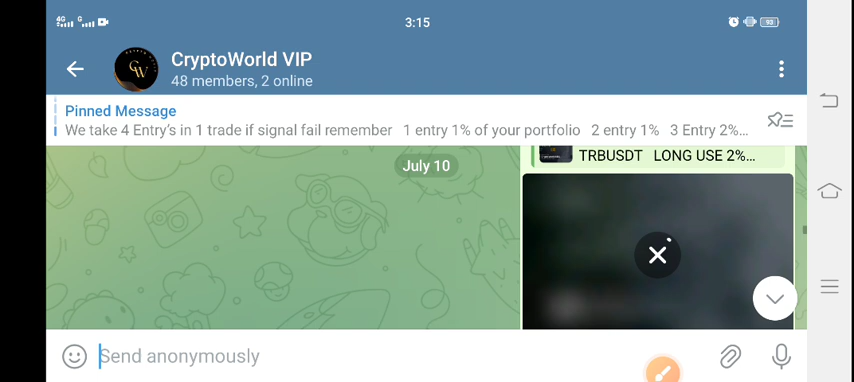 4G G 3:15 93
CryptoWorld VIP
48 members, 2 online
Pinned Message
We take 4 Entry's in 1 trade if signal fail remember 1 entry 1% of your portfolio 2 entry 1% 3 Entry 2%...
TRBUSDT LONG USE 2%...
July 10
Send anonymously